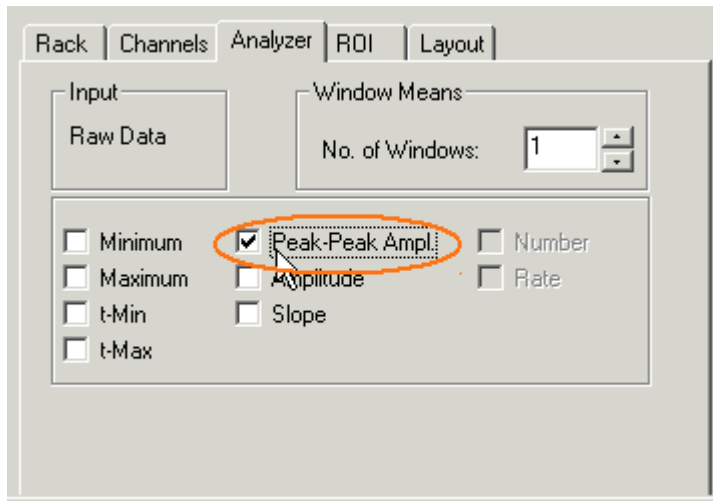 Rack Channels Analyzer ROI Layout
Input
Raw Data
Window Means
No. of Windows: 1
Minimum Peak-Peak Ampl. Number
Maximum Amplitude Rate
t-Min Slope
t-Max